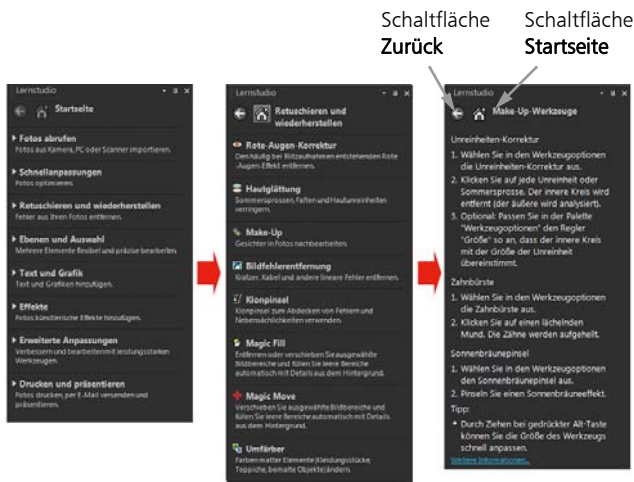 Schaltfläche
Zurück
Schaltfläche
Startseite
Lernstudio
Startseite
Fotos abrufen
Fotos aus Kamera, PC oder Scanner importieren.
Schnellanpassungen
Fotos optimieren.
Retuschieren und wiederherstellen
Fehler aus Ihren Fotos entfernen.
Ebenen und Auswahl
Mehrere Elemente flexibel und präzise bearbeiten.
Text und Grafik
Text und Grafiken hinzufügen.
Effekte
Fotos künstlerische Effekte hinzufügen.
Erweiterte Anpassungen
Verbessern und bearbeiten mit leistungsstarken
Werkzeugen.
Drucken und präsentieren
Fotos drucken, per E-Mail versenden und
präsentieren.
Lernstudio
Retuschieren und
wiederherstellen
Rote-Augen-Korrektur
Den häufig bei Blitzaufnahmen entstehenden Rote
-Augen-Effekt entfernen.
Hautglättung
Sommersprossen, Falten und Hautunreinheiten
verringern.
Make-Up
Gesichter in Fotos nachbearbeiten.
Bildfehlerentfernung
Kratzer, Kabel und andere lineare Fehler entfernen.
Klonpinsel
Klonpinsel zum Abdecken von Fehlern und
Nebensächlichkeiten verwenden.
Magic Fill
Entfernen oder verschieben Sie ausgewählte
Bildbereiche und füllen Sie leere Bereiche
automatisch mit Details aus dem Hintergrund.
Magic Move
Verschieben Sie ausgewählte Bildbereiche und
füllen Sie leere Bereiche automatisch mit Details
aus dem Hintergrund.
Umfärber
Farben matter Elemente (Kleidungsstücke,
Teppiche, bemalte Objekte) ändern.
Lernstudio
Make-Up-Werkzeuge
Unreinheiten-Korrektur
1. Wählen Sie in den Werkzeugoptionen
die Unreinheiten-Korrektur aus.
2. Klicken Sie auf jede Unreinheit oder
Sommersprosse. Der innere Kreis wird
entfernt (der äußere wird analysiert).
3. Optional: Passen Sie in der Palette
"Werkzeugoptionen" den Regler
"Größe" so an, dass der innere Kreis
mit der Größe der Unreinheit
übereinstimmt.
Zahnbürste
1. Wählen Sie in den Werkzeugoptionen
die Zahnbürste aus.
2. Klicken Sie auf einen lächelnden
Mund. Die Zähne werden aufgehellt.
Sonnenbräunepinsel
1. Wählen Sie in den Werkzeugoptionen
den Sonnenbräunepinsel aus.
2. Pinseln Sie einen Sonnenbräuneeffekt.
Tipp:
• Durch Ziehen bei gedrückter Alt-Taste
können Sie die Größe des Werkzeugs
schnell anpassen.
Weitere Informationen...